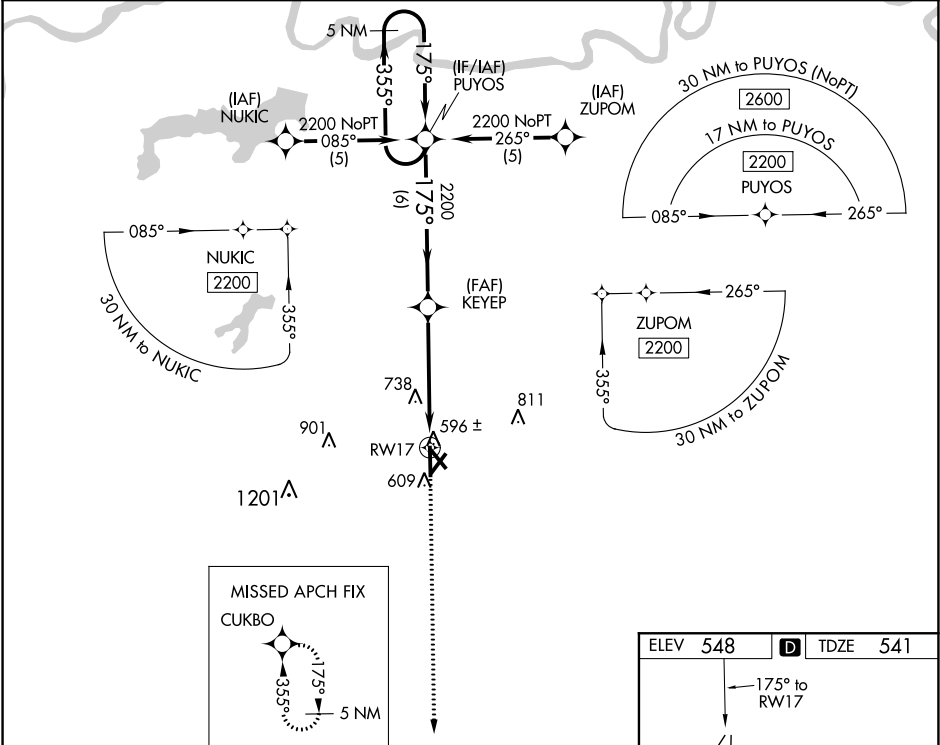 5 NM
355°
175°
(IF/IAF)
PUYOS
(IAF)
NUKIC
2200 NoPT
085°
(5)
(IAF)
ZUPOM
2200 NoPT
265°
(5)
2200
175°
(6)
30 NM to PUYOS (NoPT)
2600
17 NM to PUYOS
2200
PUYOS
085°
265°
085°
NUKIC
2200
355°
30 NM to NUKIC
(FAF)
KEYEP
265°
ZUPOM
2200
355°
30 NM to ZUPOM
738
811
901
596 ±
RW17
609
1201
MISSED APCH FIX
CUKBO
355°
175°
5 NM
ELEV 548 D TDZE 541
175° to
RW17